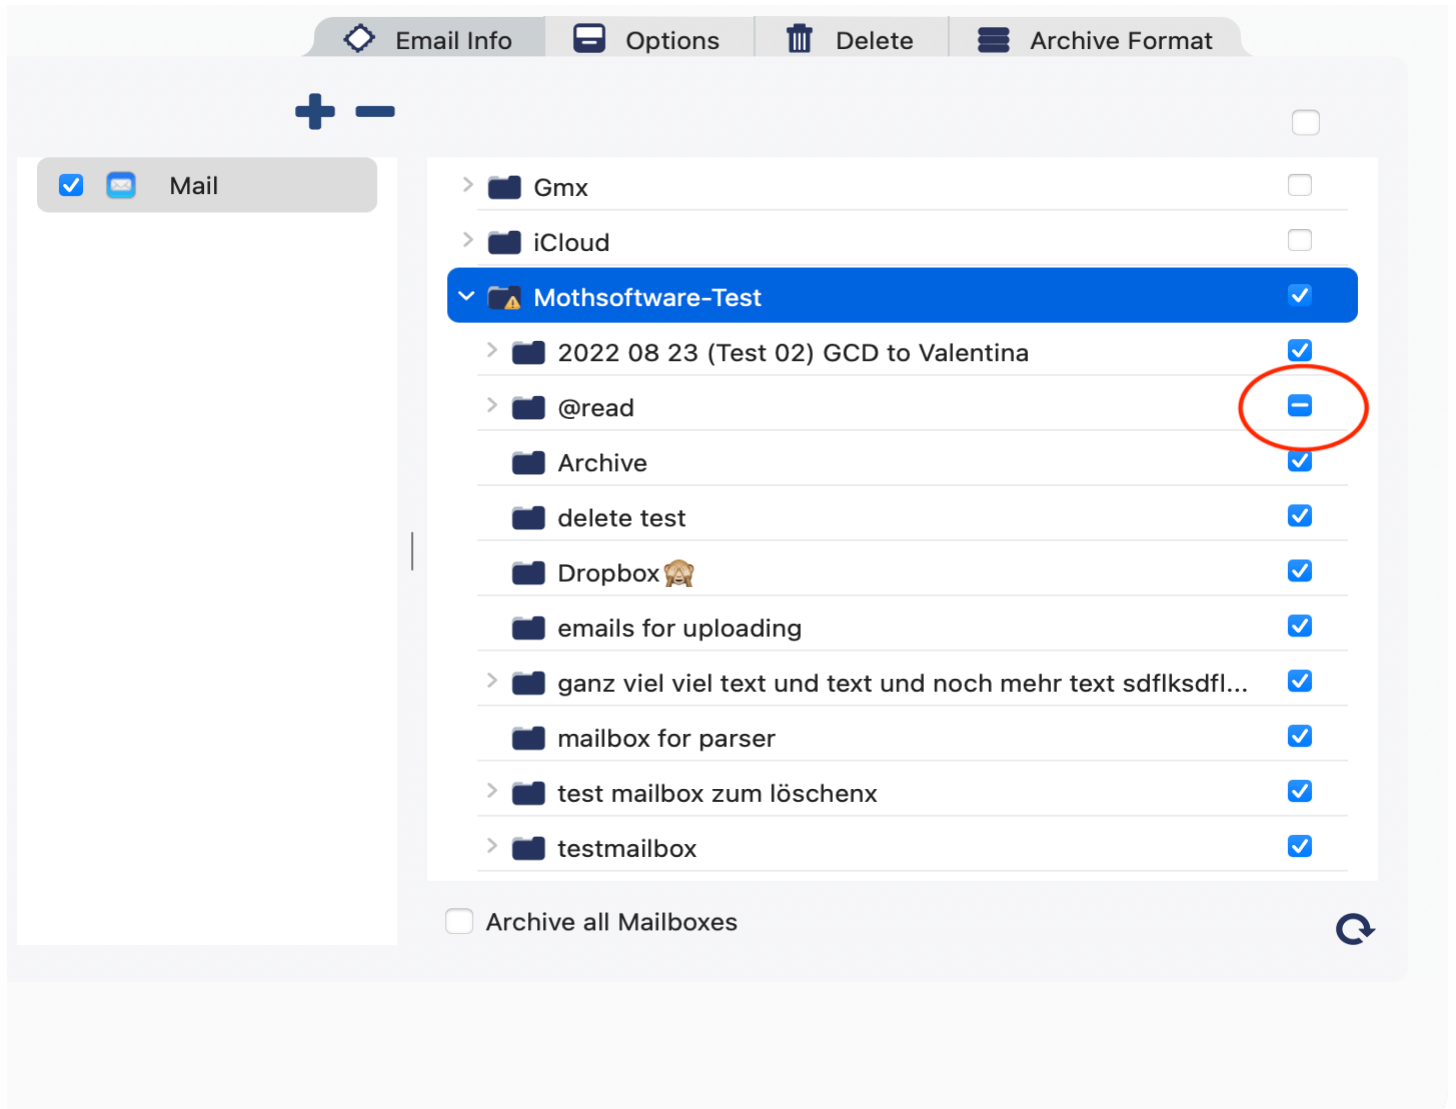 Email Info
Options
Delete
Archive Format
Mail
Gmx
iCloud
Mothsoftware-Test
2022 08 23 (Test 02) GCD to Valentina
@read
Archive
delete test
Dropbox🙈
emails for uploading
ganz viel viel text und text und noch mehr text sdflksdfl...
mailbox for parser
test mailbox zum löschenx
testmailbox
Archive all Mailboxes